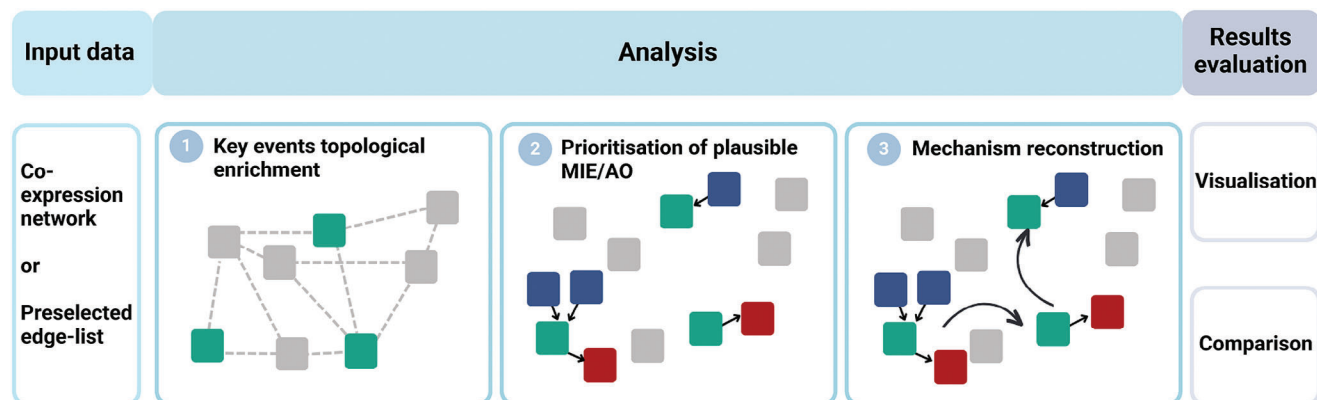 Input data
Analysis
Results
evaluation
Co-
expression
network
or
Preselected
edge-list
1
Key events topological
enrichment
2
Prioritisation of plausible
MIE/AO
3
Mechanism reconstruction
Visualisation
Comparison